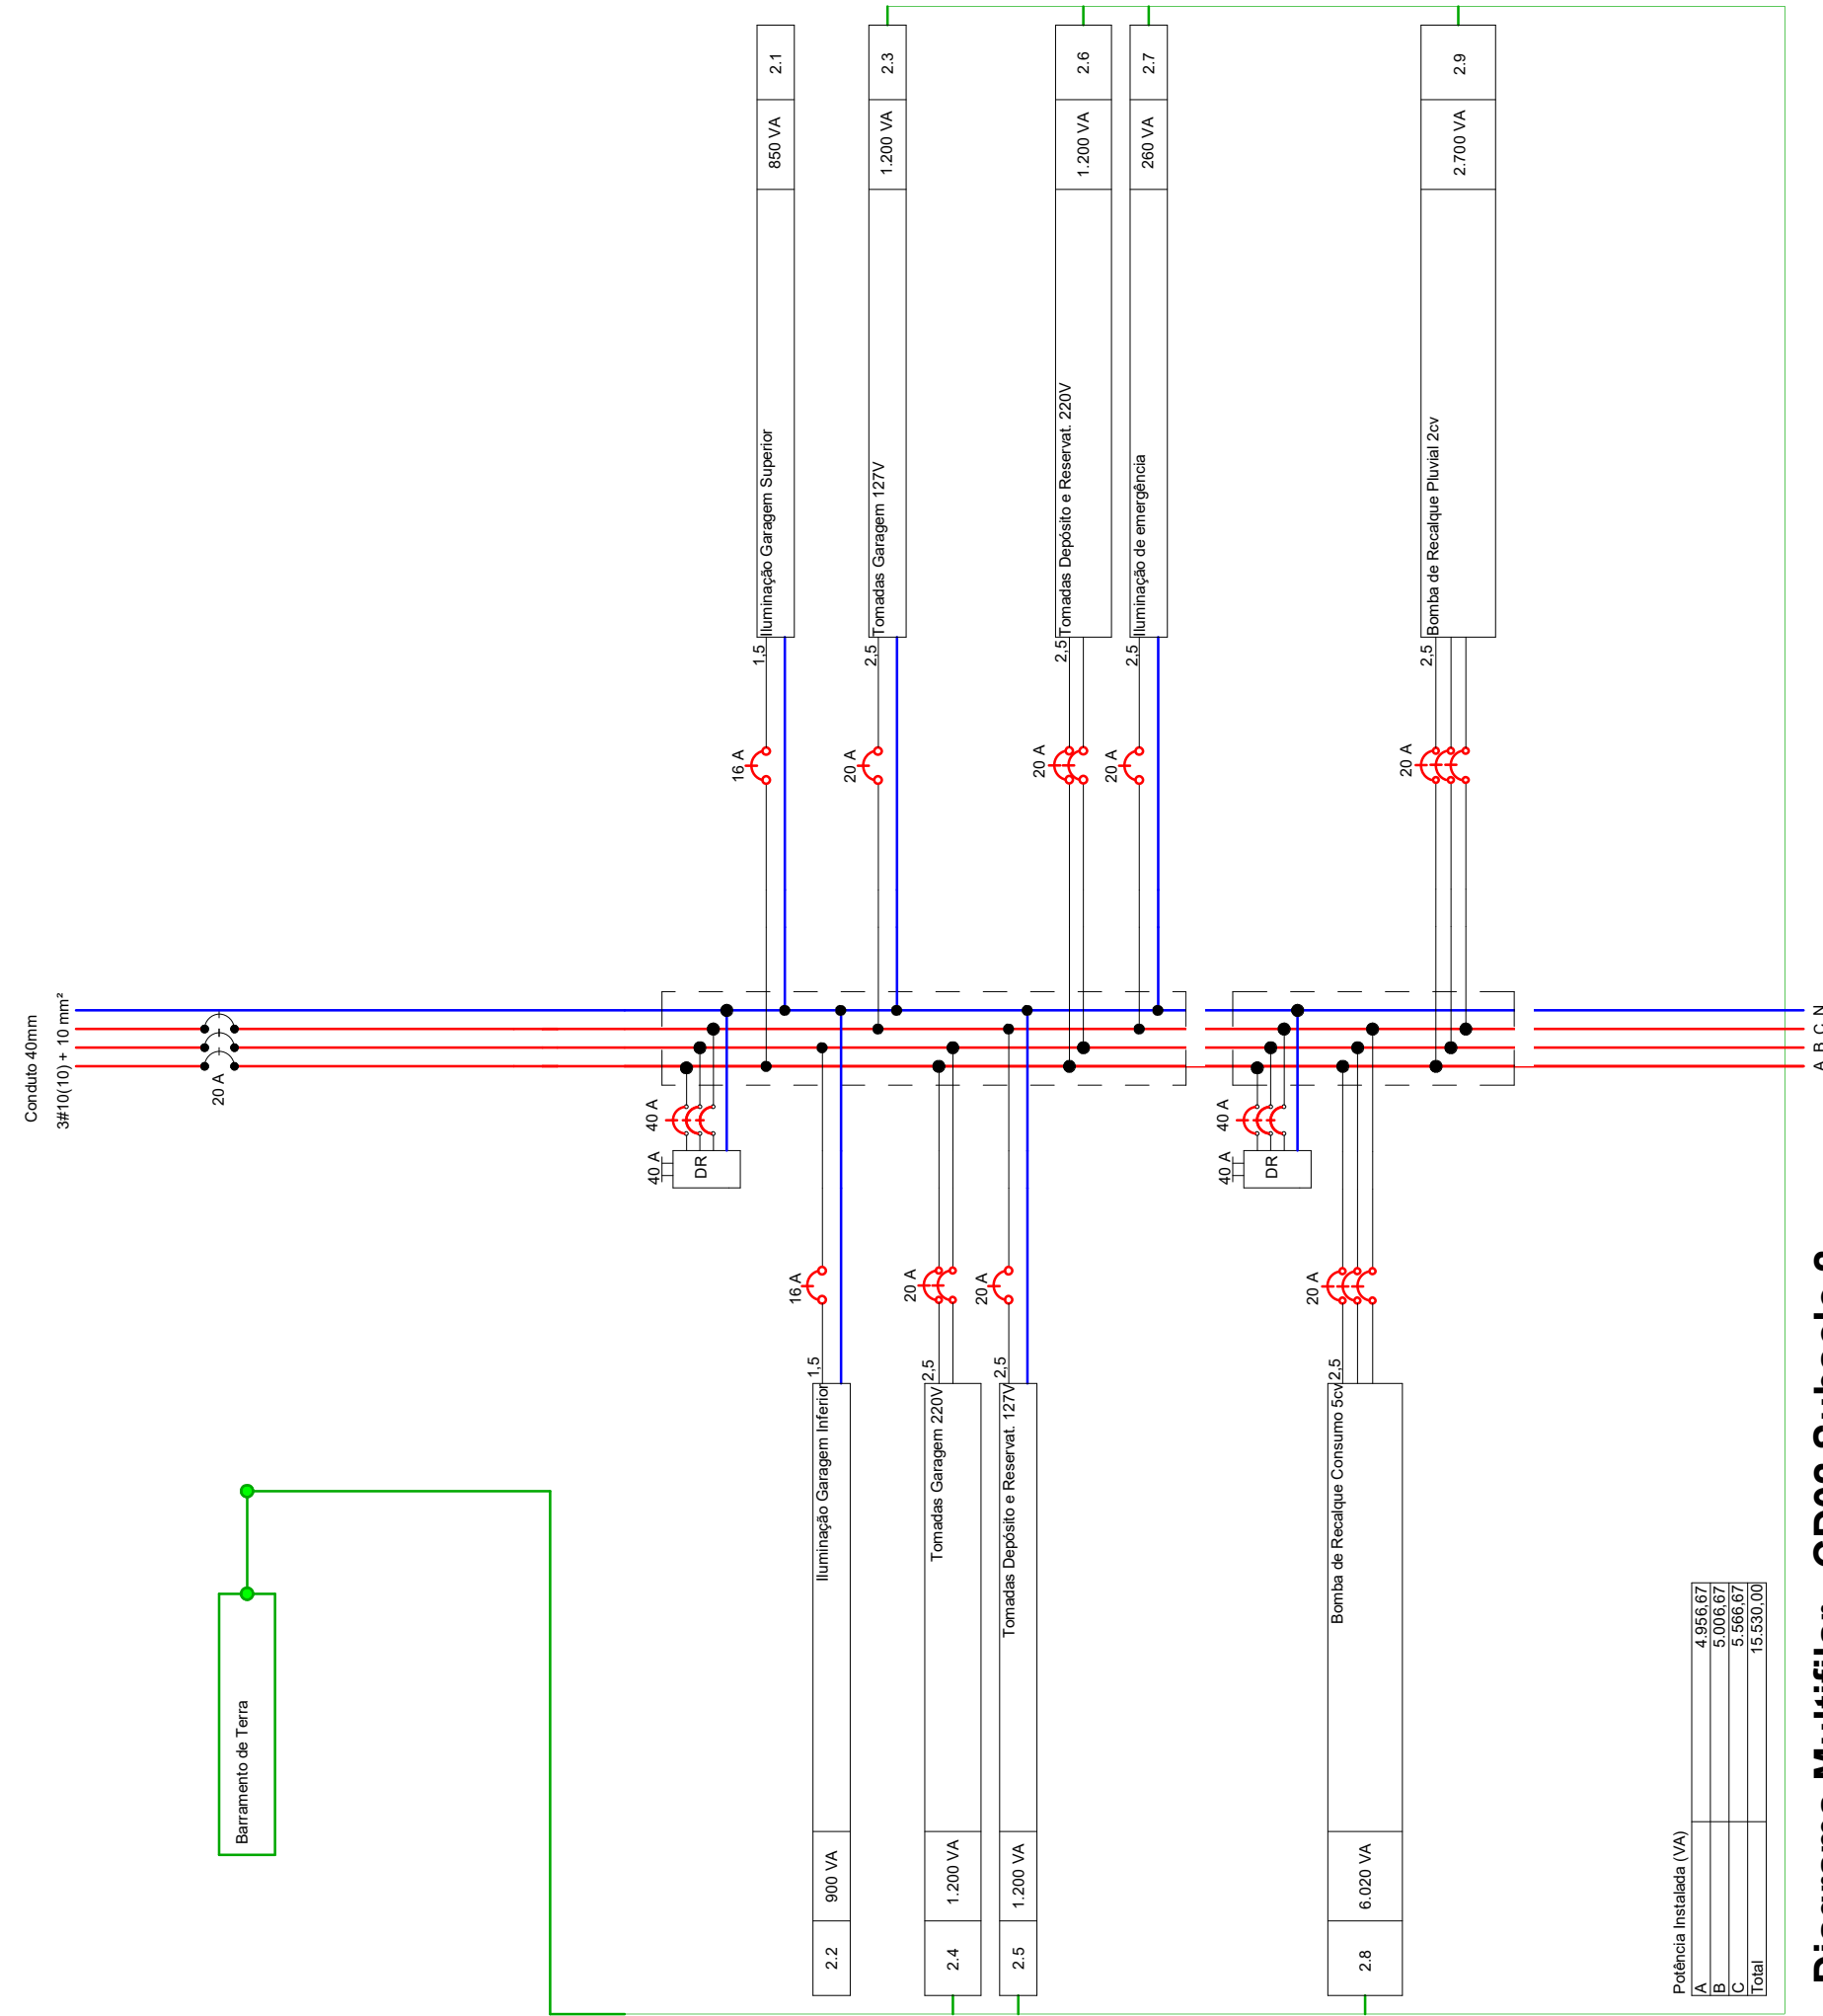 Conduto 40mm
3#10(10) + 10 mm²
20 A
Barramento de Terra
40 A
40 A
DR
16 A
1,5
Iluminação Garagem Superior
850 VA
2.1
2.2
900 VA
Iluminação Garagem Inferior
1,5
16 A
20 A
2,5
Tomadas Garagem 127V
1.200 VA
2.3
2.4
1.200 VA
Tomadas Garagem 220V
2,5
20 A
2.5
1.200 VA
Tomadas Depósito e Reservat. 127V
2,5
20 A
20 A
2,5
Tomadas Depósito e Reservat. 220V
1.200 VA
2.6
20 A
2,5
Iluminação de emergência
260 VA
2.7
40 A
40 A
DR
2.8
6.020 VA
Bomba de Recalque Consumo 5cv
2,5
20 A
20 A
2,5
Bomba de Recalque Pluvial 2cv
2.700 VA
2.9
Potência Instalada (VA)
A 4.956,67
B 5.006,67
C 5.566,67
Total 15.530,00
A B C N
Diagrama Multifilar